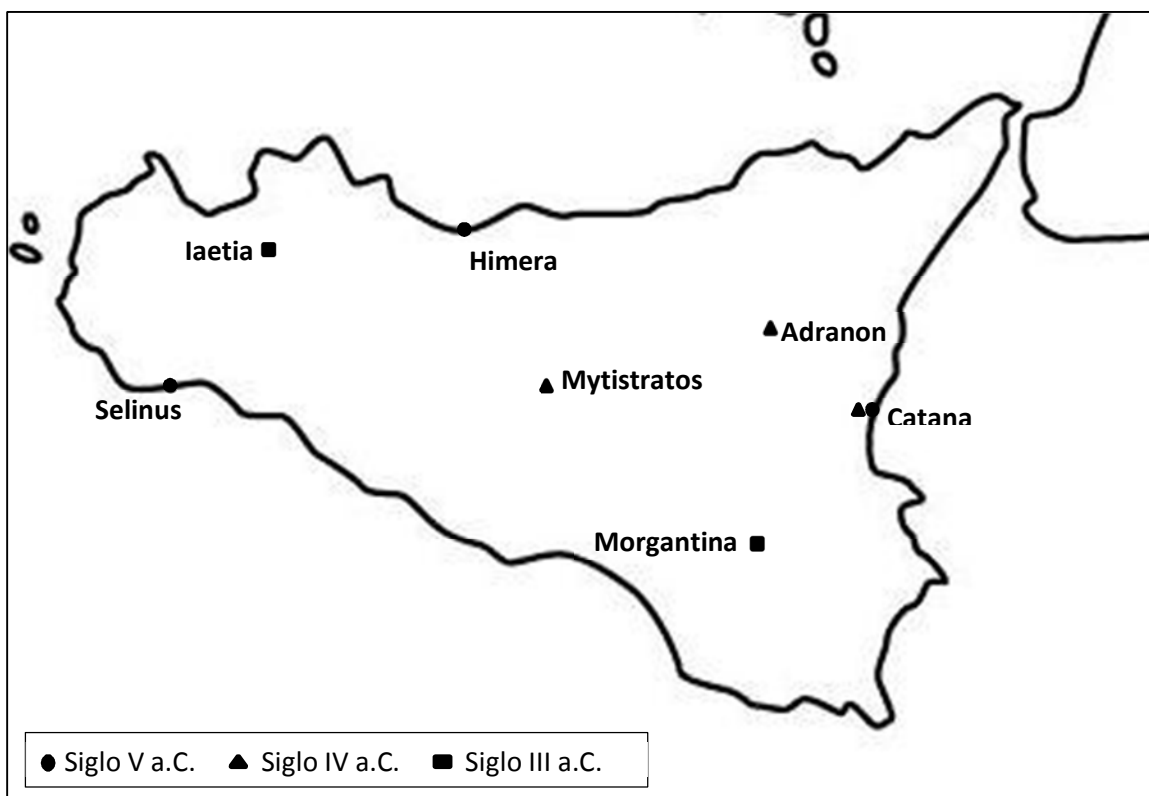 Iaetia
Himera
Adranon
Mytistratos
Selinus
Catana
Morgantina
Siglo V a.C. Siglo IV a.C. Siglo III a.C.